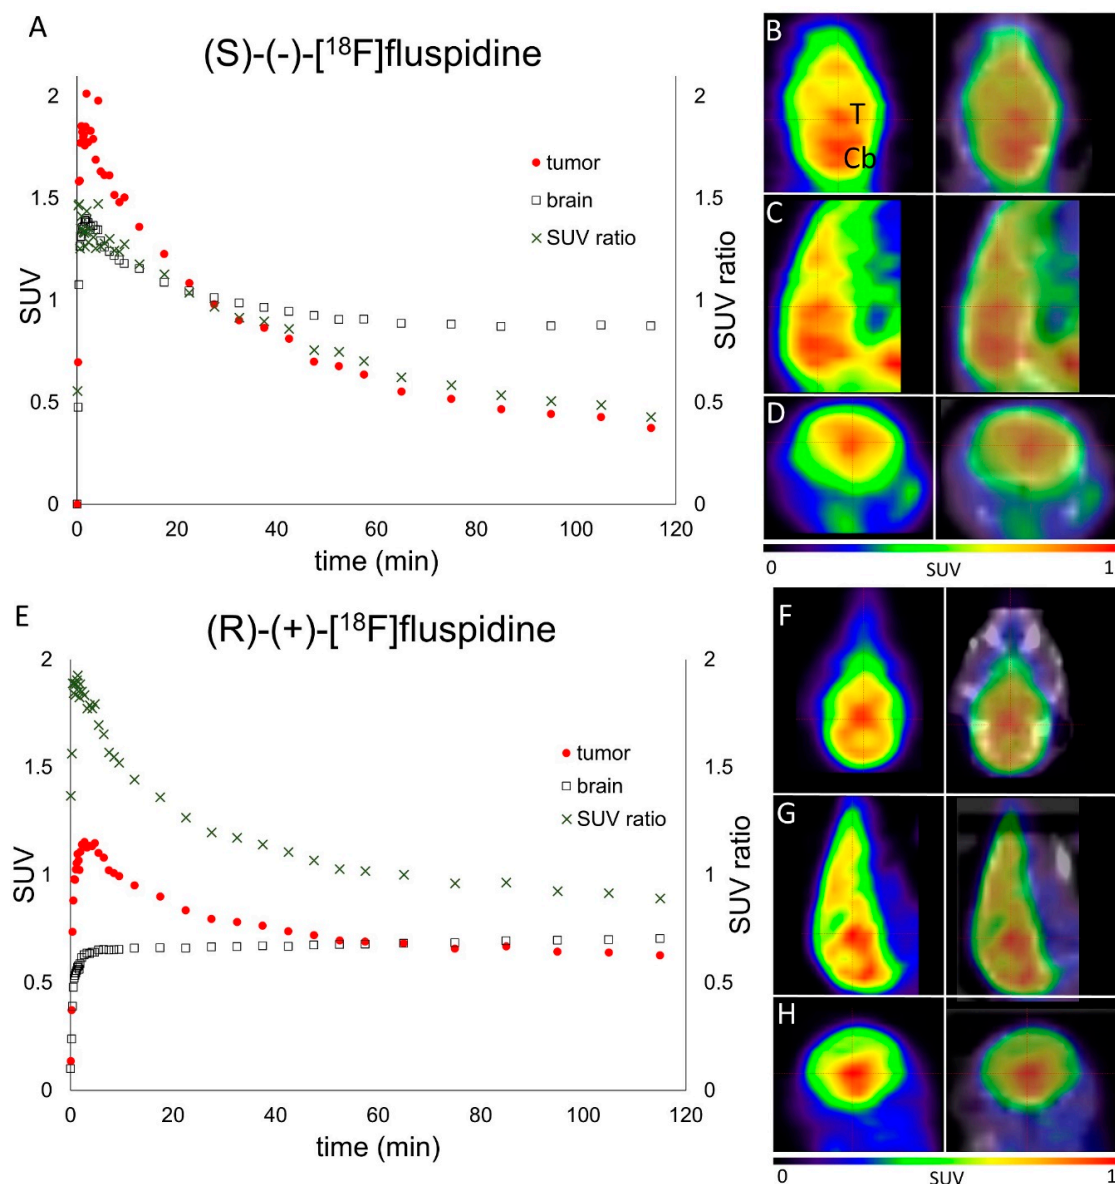 A
(S)-(-)-[¹⁸F]fluspidine
2
1.5
1
0.5
0
SUV
2
1.5
1
0.5
0
SUV ratio
tumor
brain
SUV ratio
0 20 40 60 80 100 120
time (min)
B
T
Cb
C
D
0 SUV 1
E
(R)-(+)-[¹⁸F]fluspidine
2
1.5
1
0.5
0
SUV
2
1.5
1
0.5
0
SUV ratio
tumor
brain
SUV ratio
0 20 40 60 80 100 120
time (min)
F
G
H
0 SUV 1